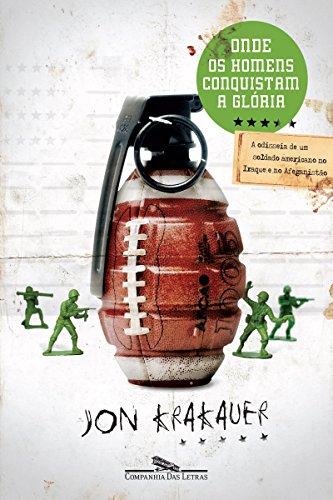 ONDE
OS HOMENS
CONQUISTAM
A GLÓRIA
A odisseia de um
soldado americano no
Iraque e no Afeganistão
JON KRAKAUER
COMPANHIA DAS LETRAS